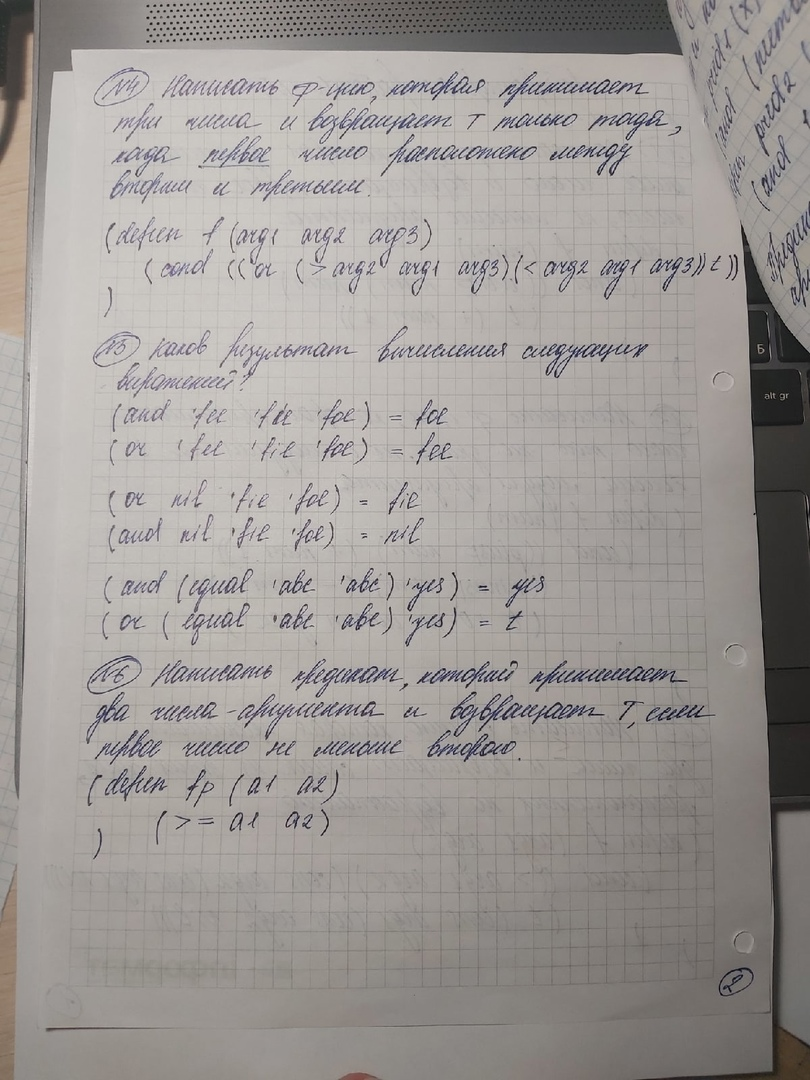 №4 Написать ф-цию, которая принимает
три числа и возвращает T только тогда,
когда первое число расположено между
вторым и третьим.
(defun f (arg1 arg2 arg3)
(cond ((or (> arg2 arg1 arg3) (< arg2 arg1 arg3)) t))
)
№5 Каков результат вычисления следующих
выражений?
(and 'fee 'fie 'foe) = foe
(or 'fee 'fie 'foe) = fee
(or nil 'fie 'foe) = fie
(and nil 'fie 'foe) = nil
(and (equal 'abc 'abc) 'yes) = yes
(or (equal 'abc 'abc) 'yes) = t
№6 Написать предикат, который принимает
два числа-аргумента и возвращает T, если
первое число не меньше второго.
(defun fp (a1 a2)
(>= a1 a2)
)
Б
alt gr